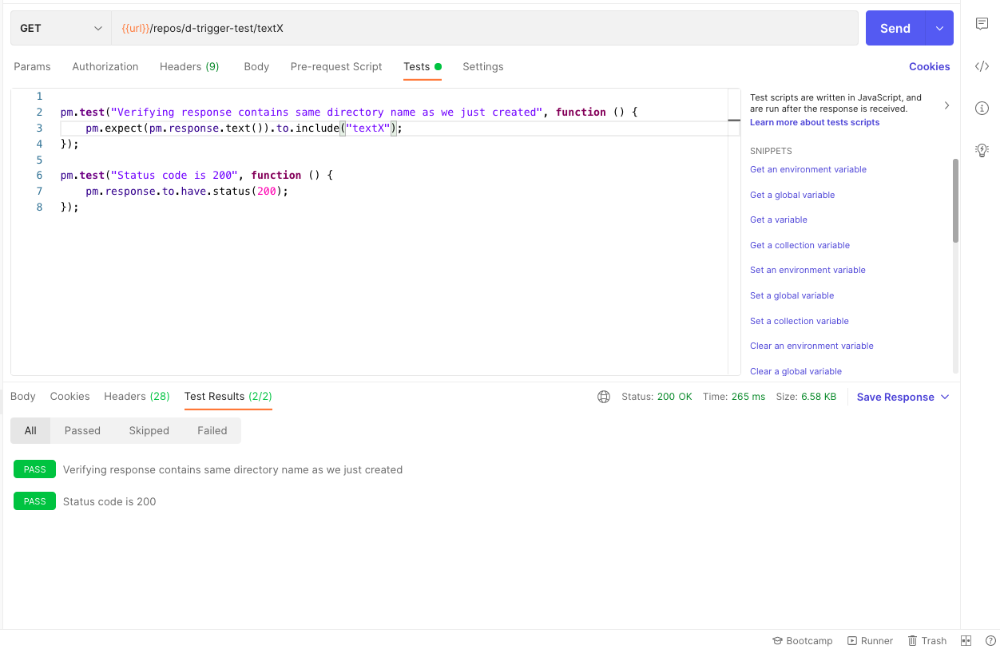 GET
{{url}}/repos/d-trigger-test/textX
Send
Params
Authorization
Headers (9)
Body
Pre-request Script
Tests
Settings
Cookies
1
2 pm.test("Verifying response contains same directory name as we just created", function () {
3 pm.expect(pm.response.text()).to.include("textX");
4 });
5
6 pm.test("Status code is 200", function () {
7 pm.response.to.have.status(200);
8 });
Test scripts are written in JavaScript, and
are run after the response is received.
Learn more about tests scripts
SNIPPETS
Get an environment variable
Get a global variable
Get a variable
Get a collection variable
Set an environment variable
Set a global variable
Set a collection variable
Clear an environment variable
Clear a global variable
Body
Cookies
Headers (28)
Test Results (2/2)
Status: 200 OK
Time: 265 ms
Size: 6.58 KB
Save Response
All
Passed
Skipped
Failed
PASS Verifying response contains same directory name as we just created
PASS Status code is 200
Bootcamp
Runner
Trash